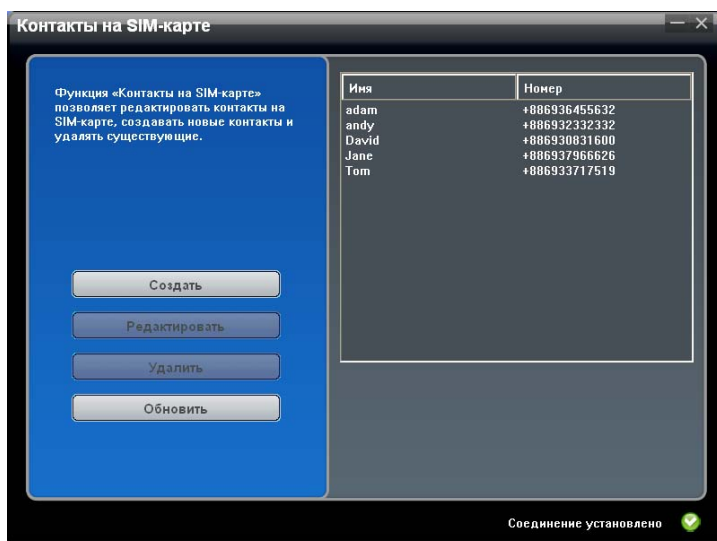 Контакты на SIM-карте
Функция «Контакты на SIM-карте»
позволяет редактировать контакты на
SIM-карте, создавать новые контакты и
удалять существующие.
Создать
Редактировать
Удалить
Обновить
Имя Номер
adam +886936455632
andy +886932332332
David +886930831600
Jane +886937966626
Tom +886933717519
Соединение установлено